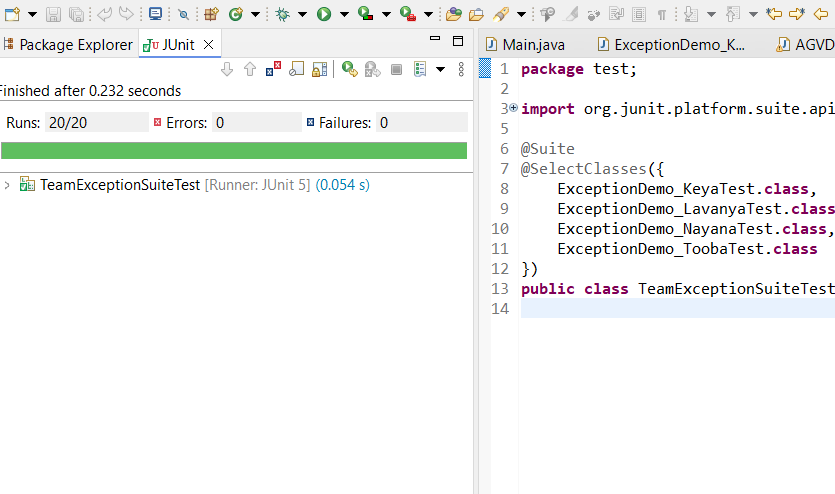 Package Explorer
JUnit
Main.java
ExceptionDemo_K...
AGVD
Finished after 0.232 seconds
Runs: 20/20
Errors: 0
Failures: 0
TeamExceptionSuiteTest [Runner: JUnit 5] (0.054 s)
1 package test;
2
3 import org.junit.platform.suite.api
5
6 @Suite
7 @SelectClasses({
8 ExceptionDemo_KeyaTest.class,
9 ExceptionDemo_LavanyaTest.class
10 ExceptionDemo_NayanaTest.class,
11 ExceptionDemo_ToobaTest.class
12 })
13 public class TeamExceptionSuiteTest
14